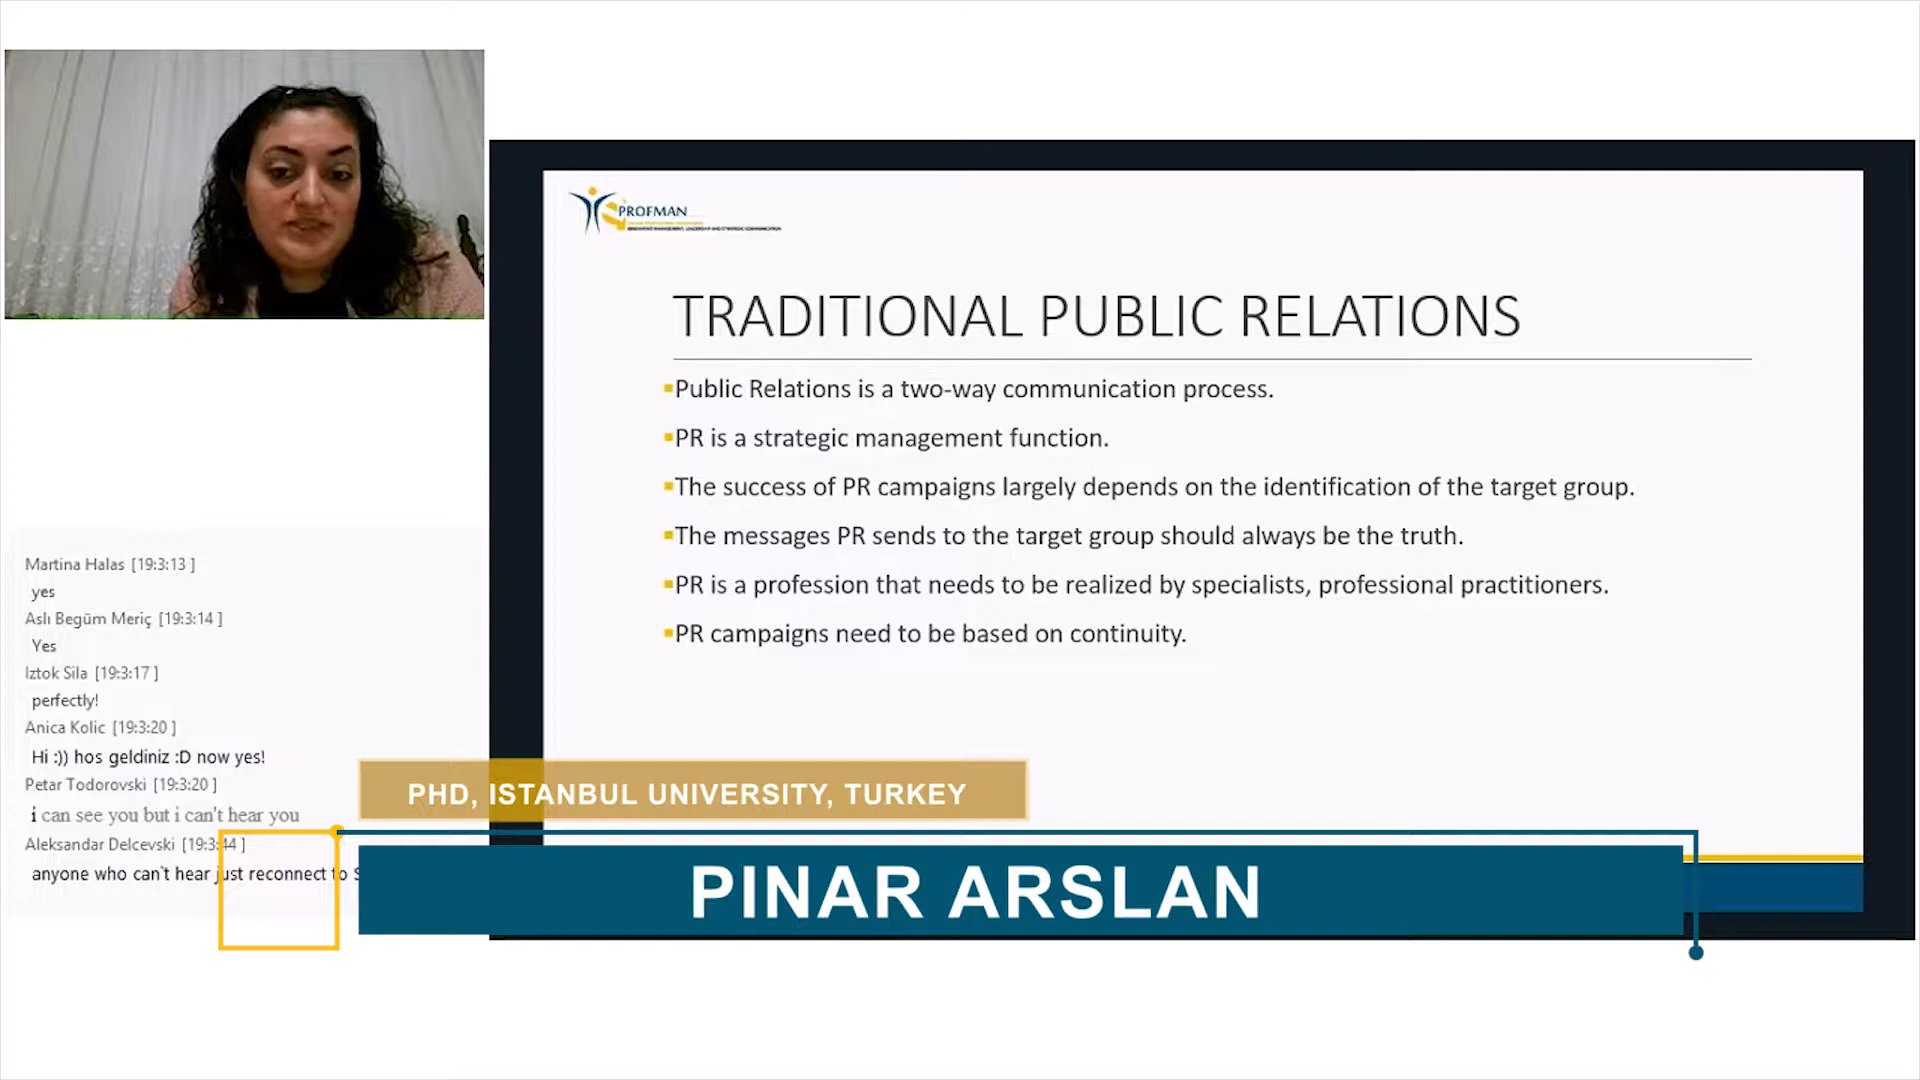 PROFMAN
TRADITIONAL PUBLIC RELATIONS
Public Relations is a two-way communication process.
PR is a strategic management function.
The success of PR campaigns largely depends on the identification of the target group.
The messages PR sends to the target group should always be the truth.
PR is a profession that needs to be realized by specialists, professional practitioners.
PR campaigns need to be based on continuity.
Martina Halas [19:3:13 ]
yes
Aslı Begüm Meriç [19:3:14 ]
Yes
Iztok Sila [19:3:17 ]
perfectly!
Anica Kolic [19:3:20 ]
Hi :)) hos geldiniz :D now yes!
Petar Todorovski [19:3:20 ]
i can see you but i can't hear you
Aleksandar Delcevski [19:3:44 ]
anyone who can't hear just reconnect to S
PHD, ISTANBUL UNIVERSITY, TURKEY
PINAR ARSLAN